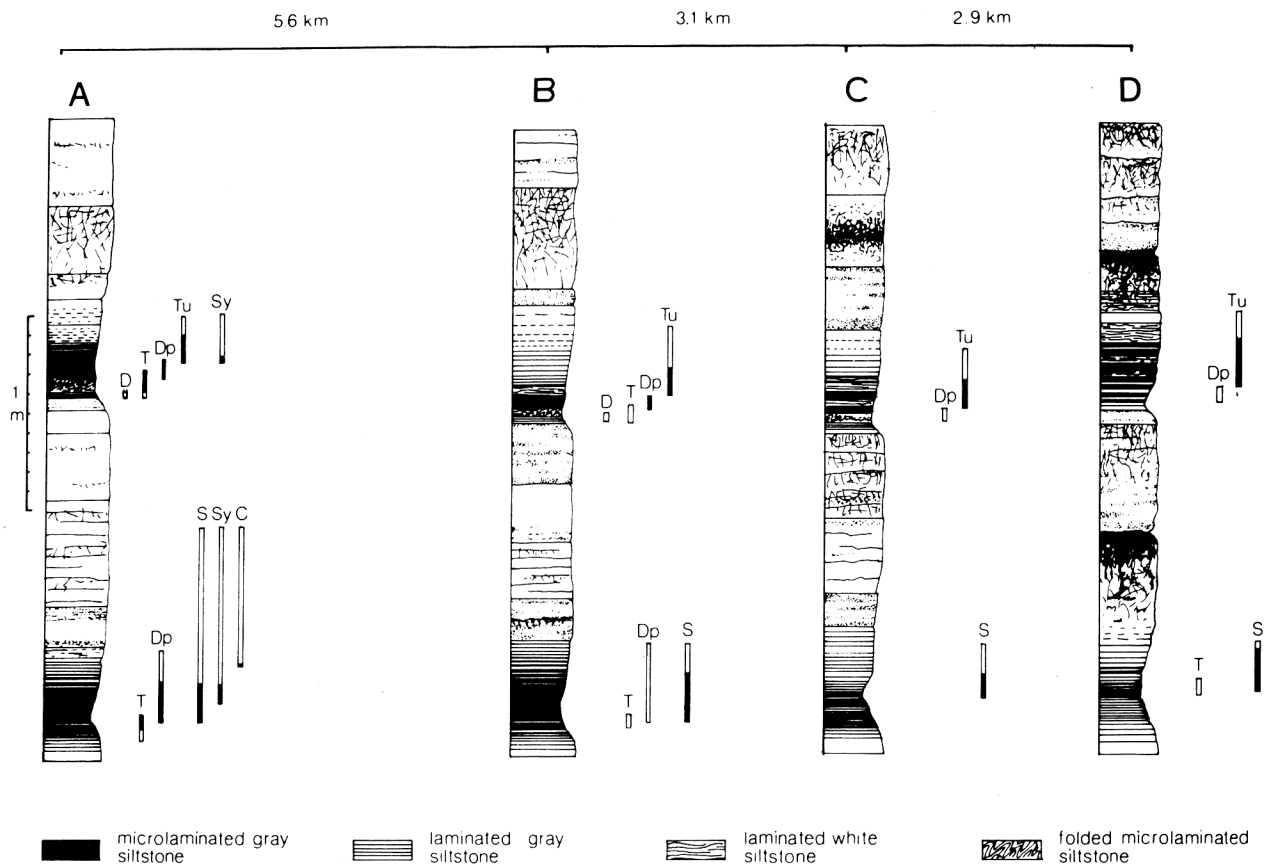 5.6 km
3.1 km
2.9 km
A
B
C
D
Tu
Sy
T
Dp
D
Tu
D
T
Dp
Tu
Dp
Tu
Dp
1
m
S Sy C
Dp
T
Dp
S
T
S
S
T
microlaminated gray
siltstone
laminated gray
siltstone
laminated white
siltstone
folded microlaminated
siltstone